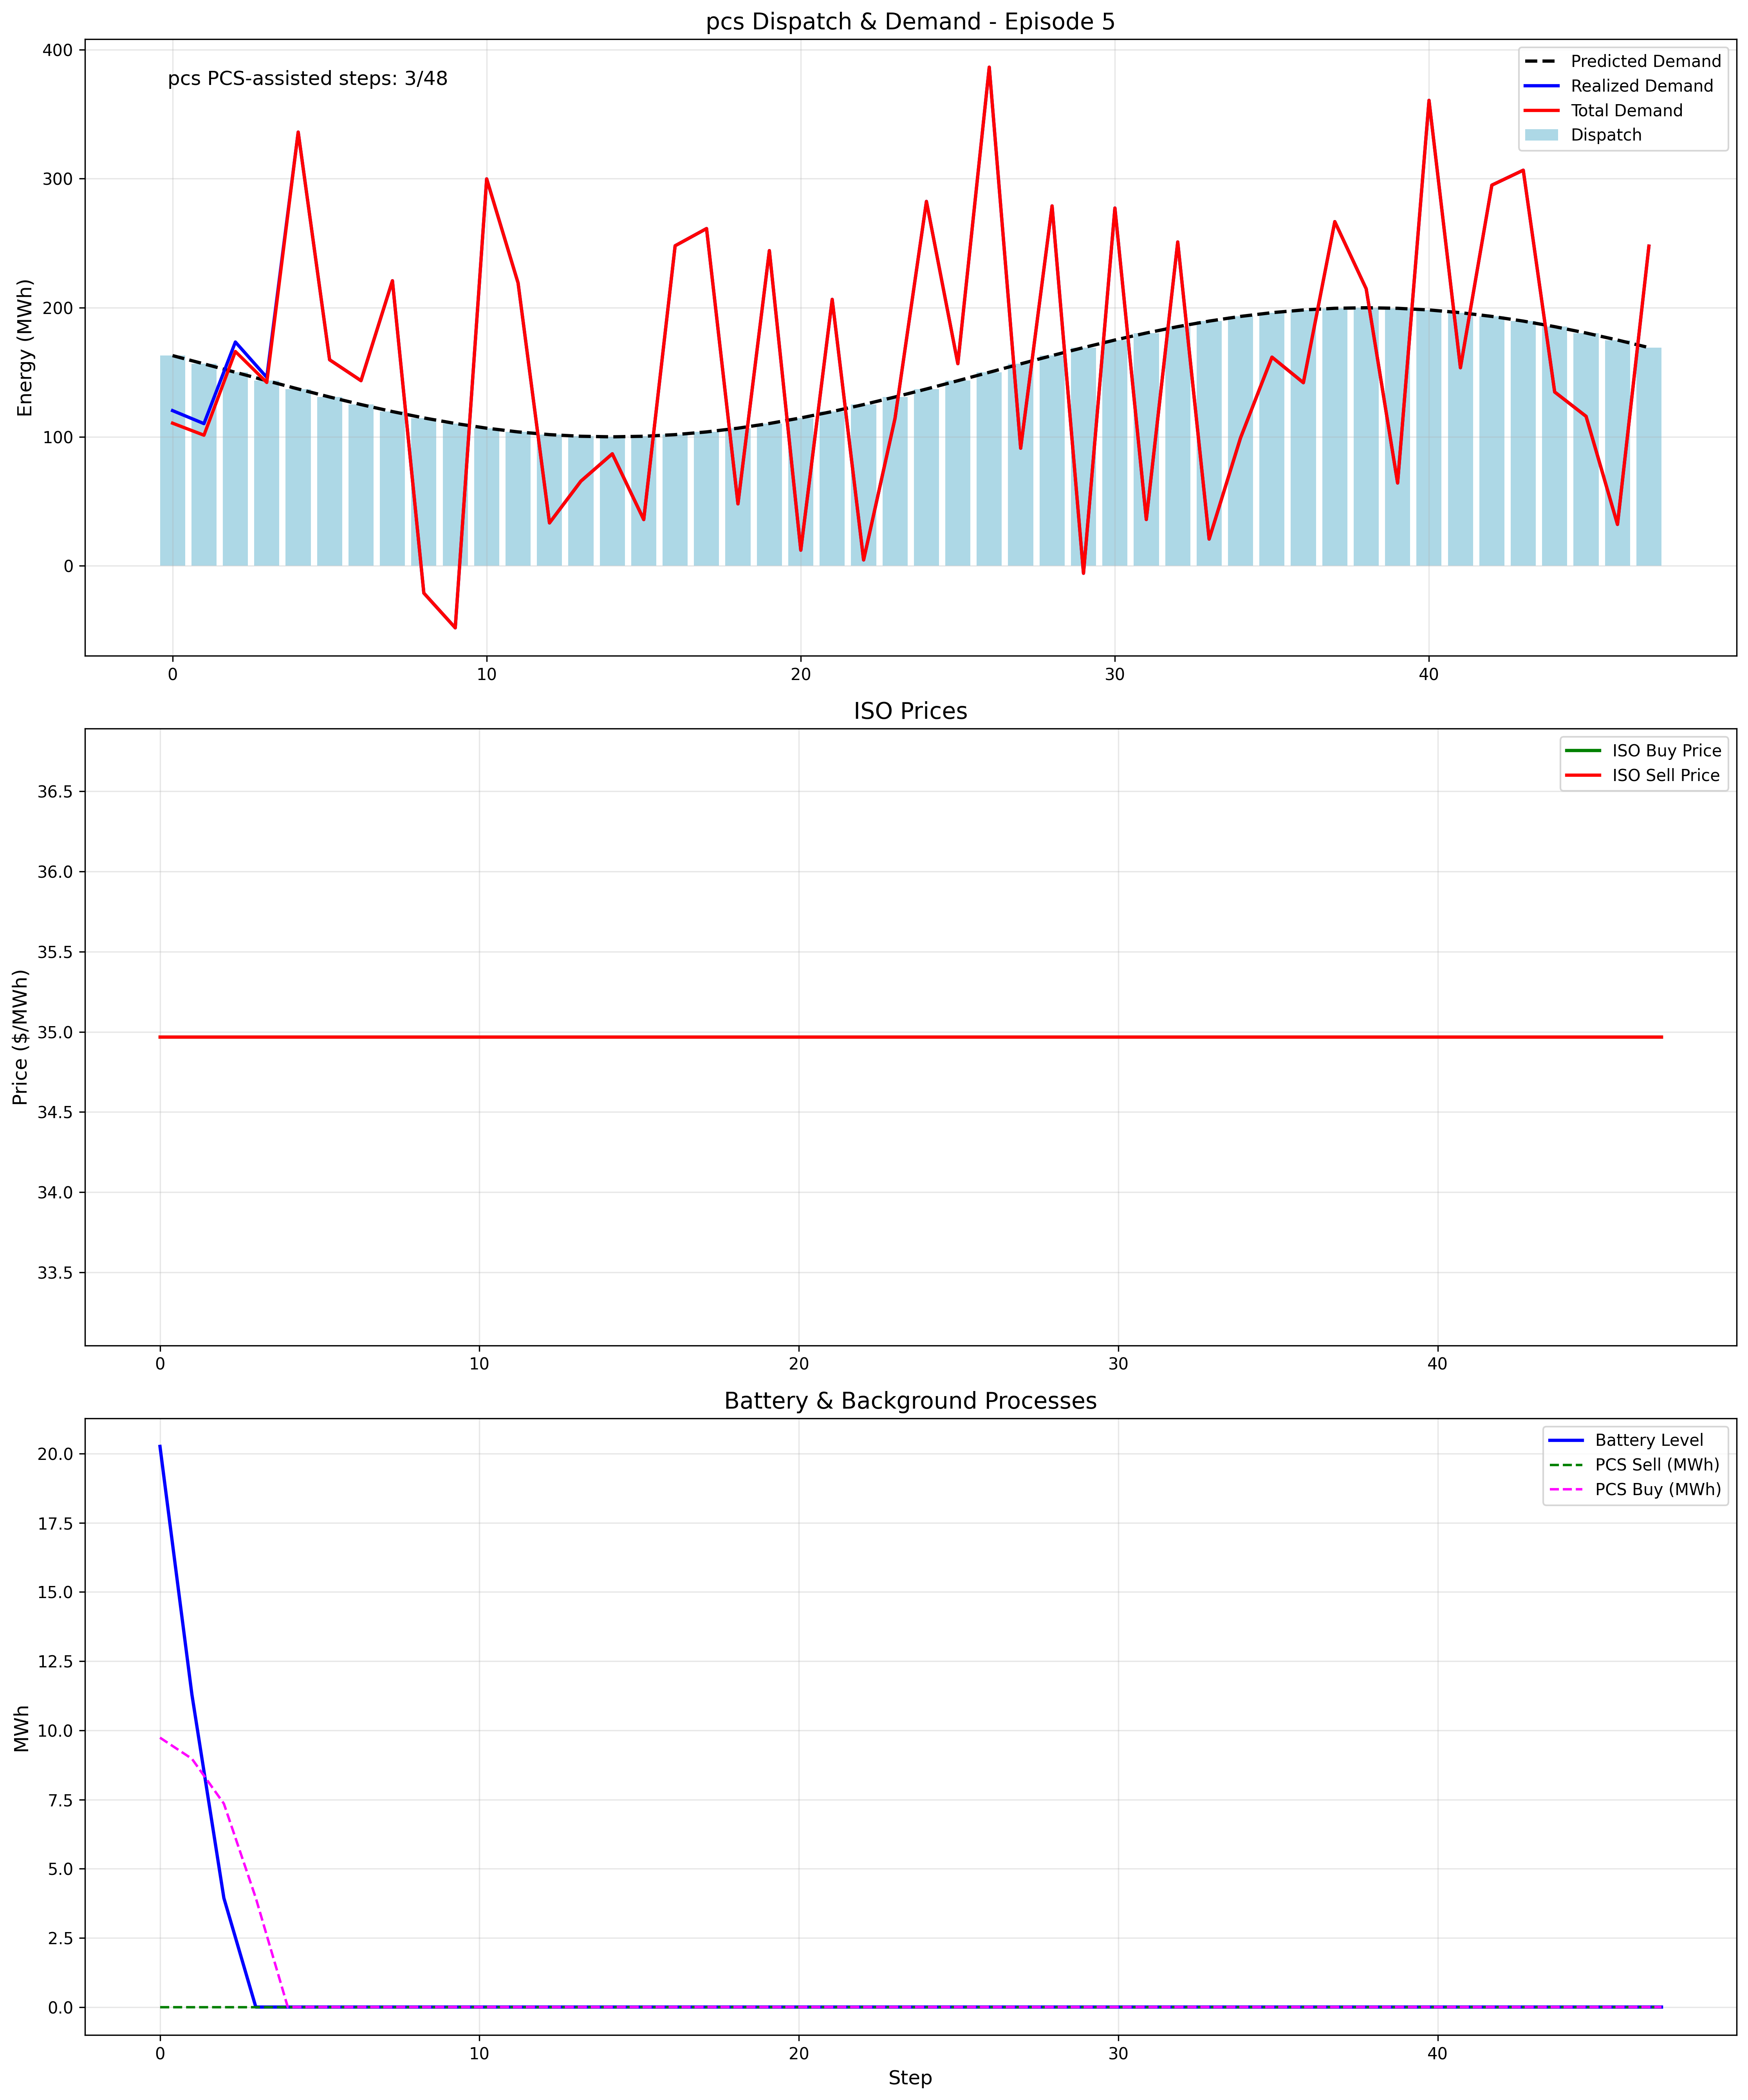 pcs Dispatch & Demand - Episode 5
pcs PCS-assisted steps: 3/48
Predicted Demand
Realized Demand
Total Demand
Dispatch
Energy (MWh)
400
300
200
100
0
0 10 20 30 40
ISO Prices
ISO Buy Price
ISO Sell Price
Price ($/MWh)
36.5
36.0
35.5
35.0
34.5
34.0
33.5
0 10 20 30 40
Battery & Background Processes
Battery Level
PCS Sell (MWh)
PCS Buy (MWh)
MWh
20.0
17.5
15.0
12.5
10.0
7.5
5.0
2.5
0.0
0 10 20 30 40
Step